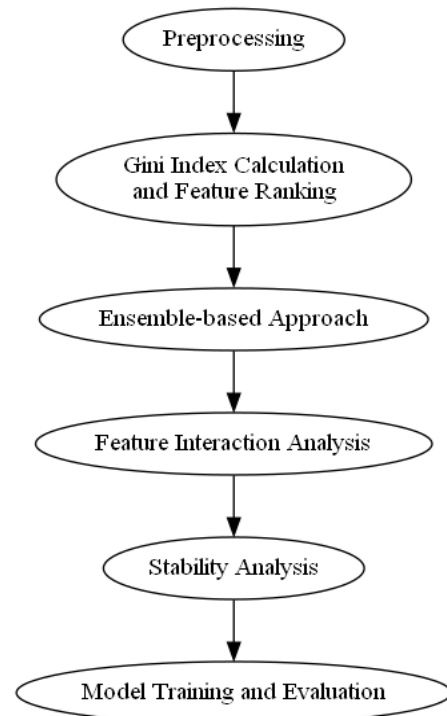 Preprocessing
Gini Index Calculation
and Feature Ranking
Ensemble-based Approach
Feature Interaction Analysis
Stability Analysis
Model Training and Evaluation